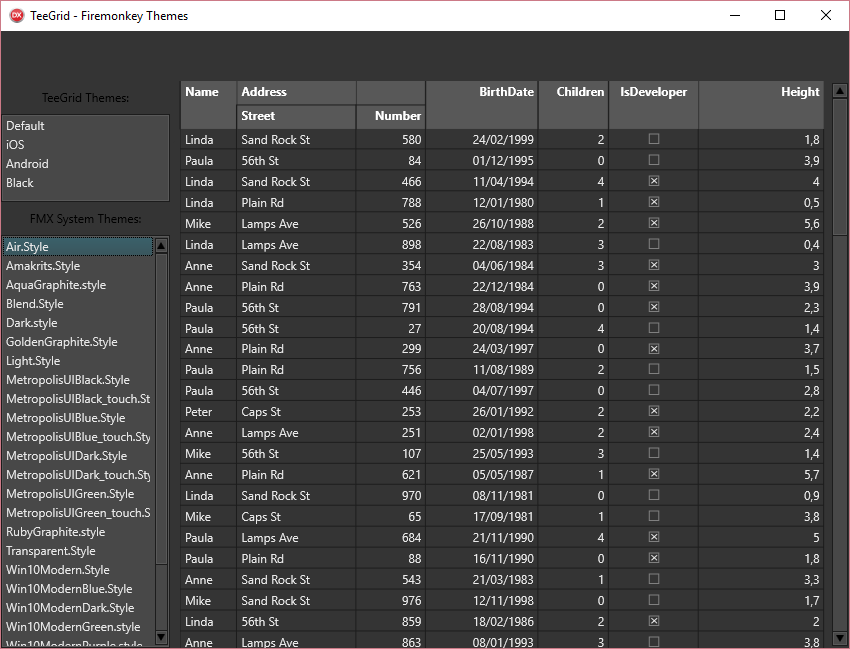 TeeGrid - Firemonkey Themes
TeeGrid Themes:
Default
iOS
Android
Black
FMX System Themes:
Air.Style
Amakrits.Style
AquaGraphite.style
Blend.Style
Dark.style
GoldenGraphite.Style
Light.Style
MetropolisUIBlack.Style
MetropolisUIBlack_touch.St
MetropolisUIBlue.Style
MetropolisUIBlue_touch.Sty
MetropolisUIDark.Style
MetropolisUIDark_touch.Sty
MetropolisUIGreen.Style
MetropolisUIGreen_touch.S
RubyGraphite.style
Transparent.Style
Win10Modern.Style
Win10ModernBlue.Style
Win10ModernDark.Style
Win10ModernGreen.style
Win10ModernPurple.style
Name Address BirthDate Children IsDeveloper Height
Street Number
Linda Sand Rock St 580 24/02/1999 2 1,8
Paula 56th St 84 01/12/1995 0 3,9
Linda Sand Rock St 466 11/04/1994 4 4
Linda Plain Rd 788 12/01/1980 1 0,5
Mike Lamps Ave 526 26/10/1988 2 5,6
Linda Lamps Ave 898 22/08/1983 3 0,4
Anne Sand Rock St 354 04/06/1984 3 3
Anne Plain Rd 763 22/12/1984 0 3,9
Paula 56th St 791 28/08/1994 0 2,3
Paula 56th St 27 20/08/1994 4 1,4
Anne Plain Rd 299 24/03/1997 0 3,7
Paula Plain Rd 756 11/08/1989 2 1,5
Paula 56th St 446 04/07/1997 0 2,8
Peter Caps St 253 26/01/1992 2 2,2
Anne Lamps Ave 251 02/01/1998 2 2,4
Mike 56th St 107 25/05/1993 3 1,4
Anne Plain Rd 621 05/05/1987 1 5,7
Linda Sand Rock St 970 08/11/1981 0 0,9
Mike Caps St 65 17/09/1981 1 3,8
Paula Lamps Ave 684 21/11/1990 4 5
Paula Plain Rd 88 16/11/1990 0 1,8
Anne Sand Rock St 543 21/03/1983 1 3,3
Mike Sand Rock St 976 12/11/1998 0 1,7
Linda 56th St 859 18/02/1986 2 2
Anne Lamps Ave 863 08/01/1993 3 3,8